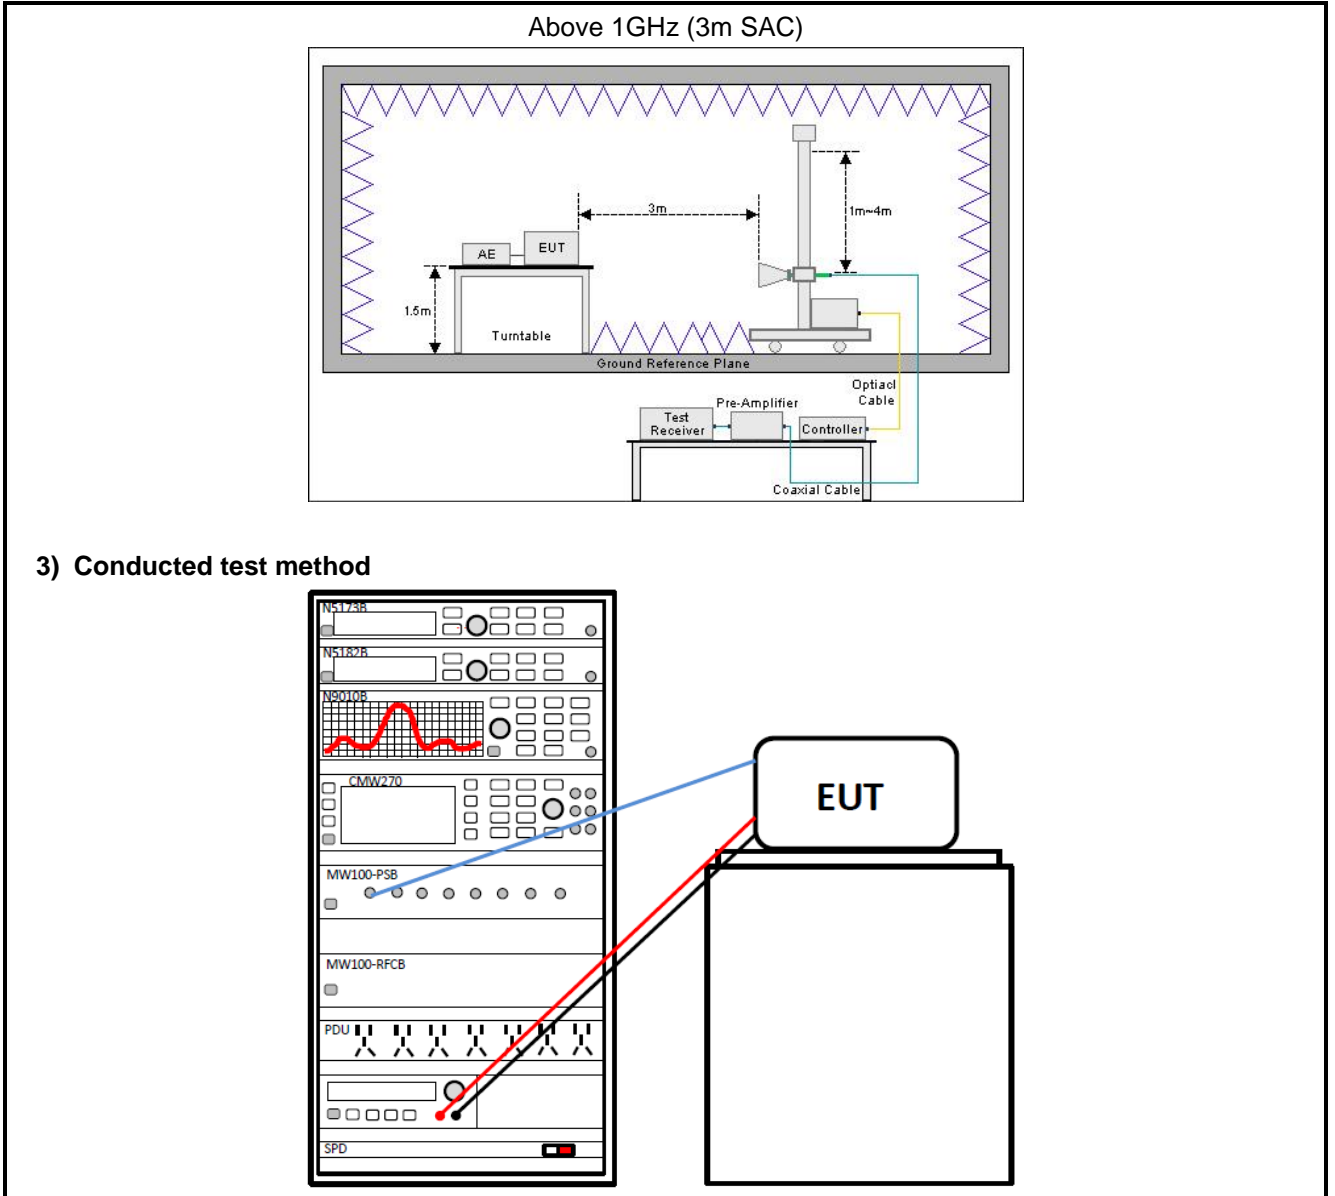 Above 1GHz (3m SAC)
3m
1m~4m
AE
EUT
1.5m
Turntable
Ground Reference Plane
Optiacl
Cable
Pre-Amplifier
Test
Receiver
Controller
Coaxial Cable
3) Conducted test method
N5173B
N5182B
N9010B
CMW270
EUT
MW100-PSB
MW100-RFCB
PDU
SPD